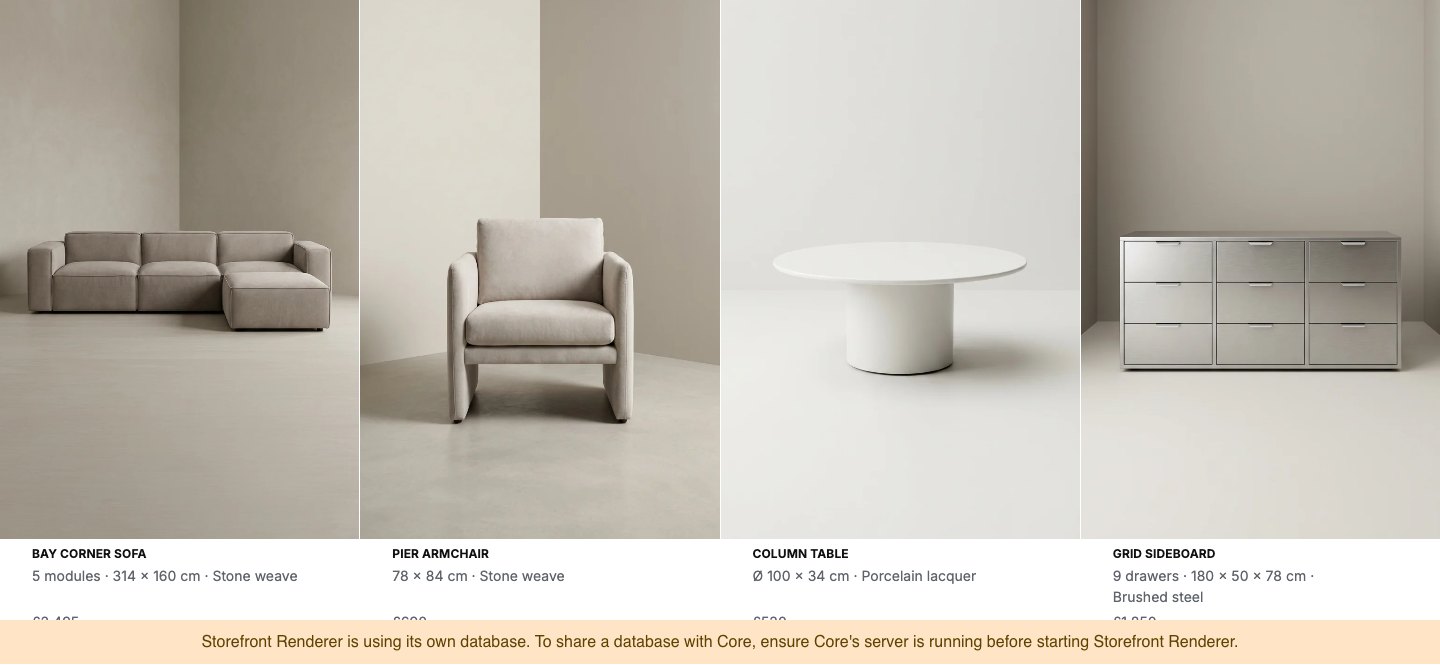 BAY CORNER SOFA
5 modules · 314 × 160 cm · Stone weave
PIER ARMCHAIR
78 × 84 cm · Stone weave
COLUMN TABLE
Ø 100 × 34 cm · Porcelain lacquer
GRID SIDEBOARD
9 drawers · 180 × 50 × 78 cm ·
Brushed steel
Storefront Renderer is using its own database. To share a database with Core, ensure Core's server is running before starting Storefront Renderer.